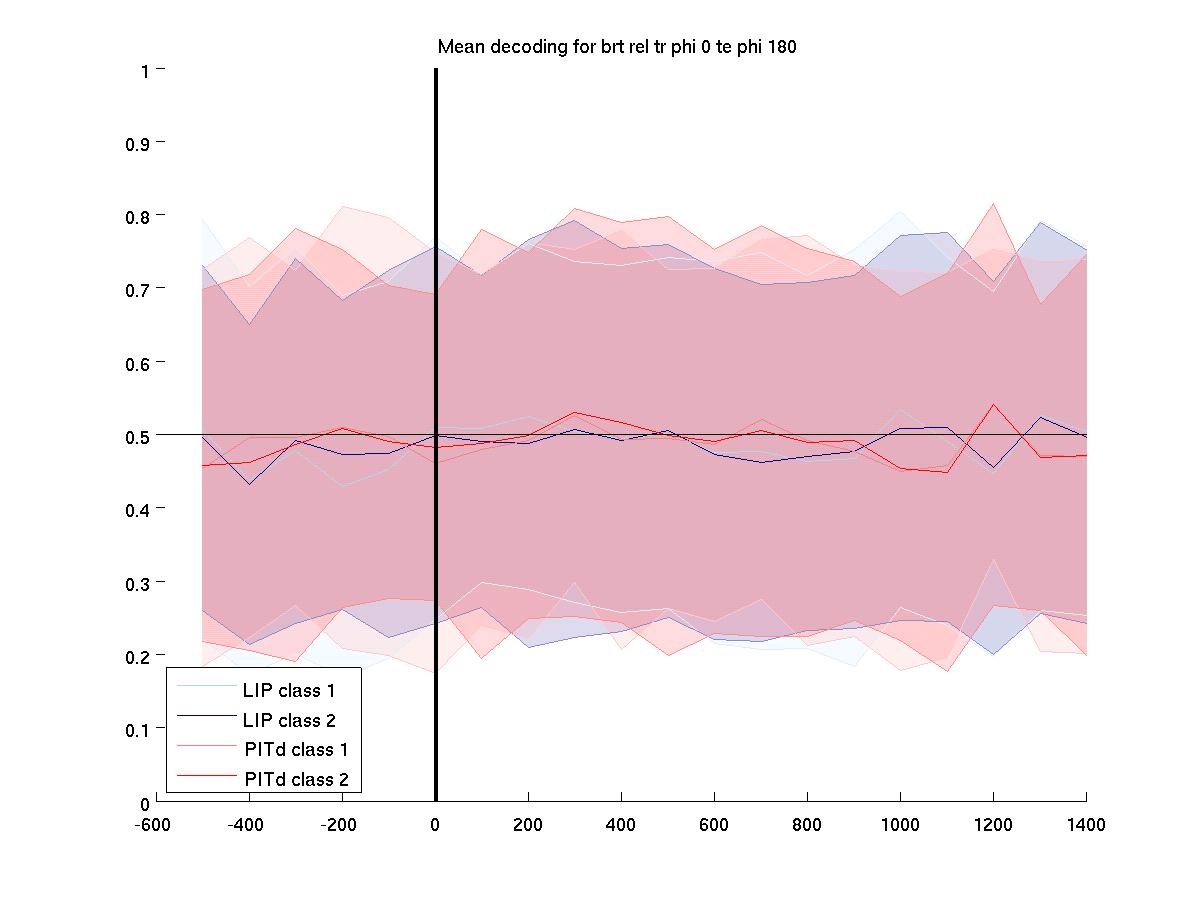 Mean decoding for brt rel tr phi 0 te phi 180
1
0.9
0.8
0.7
0.6
0.5
0.4
0.3
0.2
0.1
0
LIP class 1
LIP class 2
PITd class 1
PITd class 2
-600 -400 -200 0 200 400 600 800 1000 1200 1400